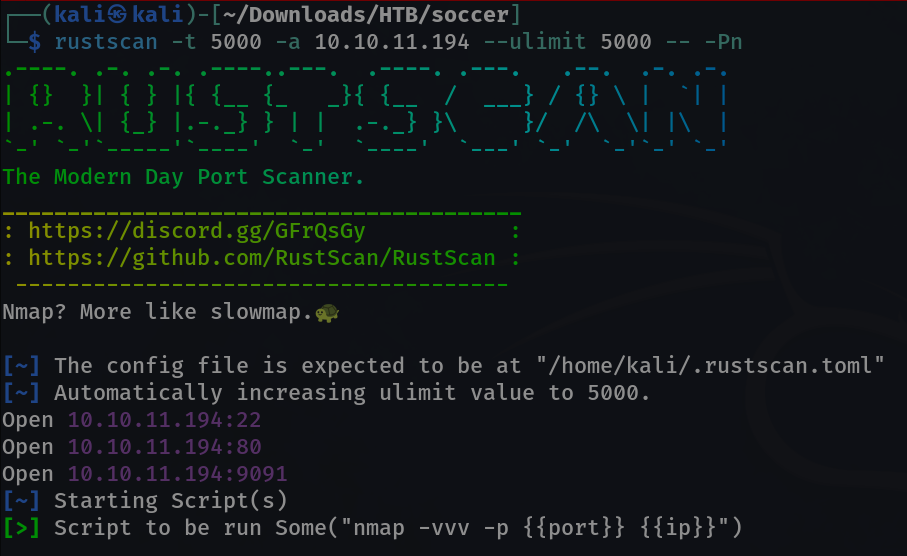 ┌──(kali㉿kali)-[~/Downloads/HTB/soccer]
└─$ rustscan -t 5000 -a 10.10.11.194 --ulimit 5000 -- -Pn
.----. .-. .-. .----..---.  .----. .---.   .--.  .-. .-.
| {}  }| { } |{ {__ {_   _}{ {__  /  ___} / {} \ |  `| |
| .-. \| {_} |.-._} } | |  .-._} }\     }/  /\  \| |\  |
`-' `-'`-----'`----'  `-'  `----'  `---' `-'  `-'`-' `-'
The Modern Day Port Scanner.
________________________________________
: https://discord.gg/GFrQsGy           :
: https://github.com/RustScan/RustScan :
 --------------------------------------
Nmap? More like slowmap.🐢
[~] The config file is expected to be at "/home/kali/.rustscan.toml"
[~] Automatically increasing ulimit value to 5000.
Open 10.10.11.194:22
Open 10.10.11.194:80
Open 10.10.11.194:9091
[~] Starting Script(s)
[>] Script to be run Some("nmap -vvv -p {{port}} {{ip}}")